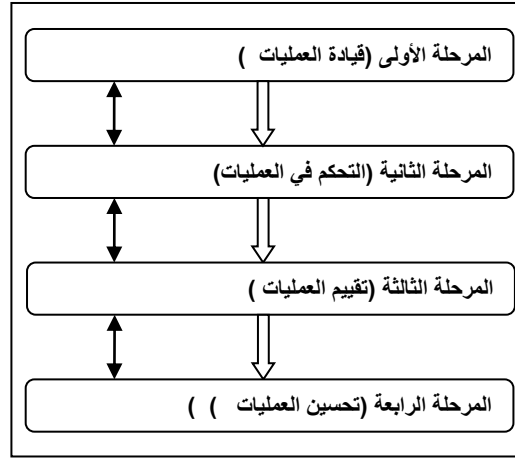 المرحلة الأولى (قيادة العمليات )
المرحلة الثانية (التحكم في العمليات)
المرحلة الثالثة (تقييم العمليات )
المرحلة الرابعة (تحسين العمليات ) )